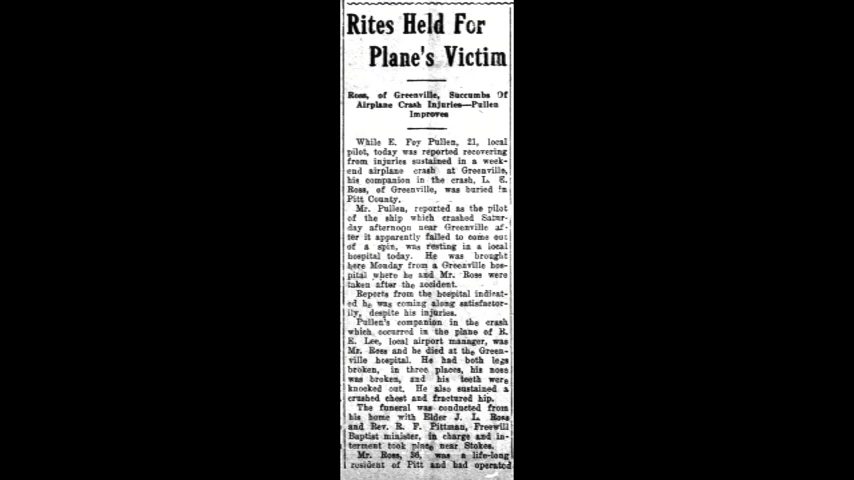 Rites Held For
Plane's Victim
Ross, of Greenville, Succumbs Of
Airplane Crash Injuries—Pullen
Improves
While E. Foy Pullen, 21, local
pilot, today was reported recovering
from injuries sustained in a week-
end airplane crash at Greenville,
his companion in the crash, L. E.
Ross, of Greenville, was buried in
Pitt County.
Mr. Pullen, reported as the pilot
of the ship which crashed Satur-
day afternoon near Greenville af-
ter it apparently failed to come out
of a spin, was resting in a local
hospital today. He was brought
here Monday from a Greenville hos-
pital where he and Mr. Ross were
taken after the accident.
Reports from the hospital indicat-
ed he was coming along satisfactor-
ily, despite his injuries.
Pullen's companion in the crash
which occurred in the plane of R.
E. Lee, local airport manager, was
Mr. Ross and he died at the Green-
ville hospital. He had both legs
broken, in three places, his nose
was broken, and his teeth were
knocked out. He also sustained a
crushed chest and fractured hip.
The funeral was conducted from
his home with Elder J. L. Ross
and Rev. R. F. Pittman, Freewill
Baptist minister, in charge and in-
terment took place near Stokes.
Mr. Ross, 36, was a life-long
resident of Pitt and had operated